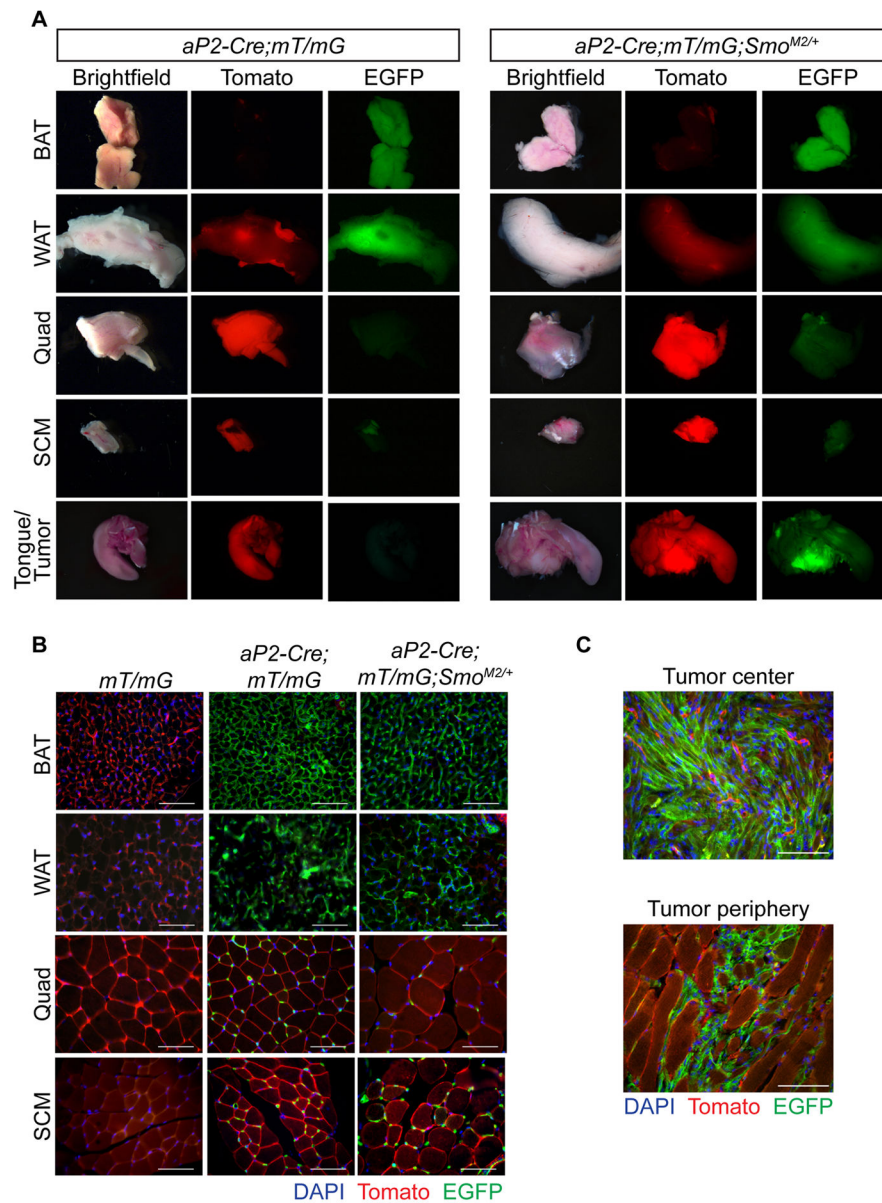 A
aP2-Cre;mT/mG
aP2-Cre;mT/mG;SmoM2/+
Brightfield Tomato EGFP
Brightfield Tomato EGFP
BAT
WAT
Quad
SCM
Tongue/
Tumor
B
mT/mG
aP2-Cre;
mT/mG
aP2-Cre;
mT/mG;SmoM2/+
BAT
WAT
Quad
SCM
DAPI Tomato EGFP
C
Tumor center
Tumor periphery
DAPI Tomato EGFP